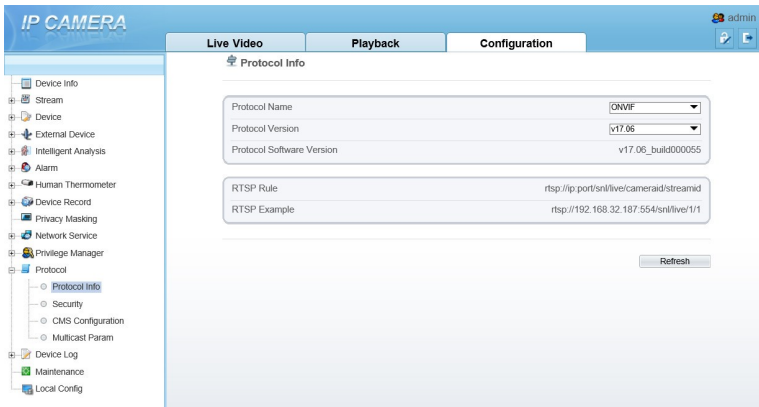 IP CAMERA
admin
Live Video Playback Configuration
Protocol Info
Device Info
Stream
Device
External Device
Intelligent Analysis
Alarm
Human Thermometer
Device Record
Privacy Masking
Network Service
Privilege Manager
Protocol
Protocol Info
Security
CMS Configuration
Multicast Param
Device Log
Maintenance
Local Config
Protocol Name ONVIF
Protocol Version v17.06
Protocol Software Version v17.06_build000055
RTSP Rule rtsp://ip:port/snl/live/cameraid/streamid
RTSP Example rtsp://192.168.32.187:554/snl/live/1/1
Refresh